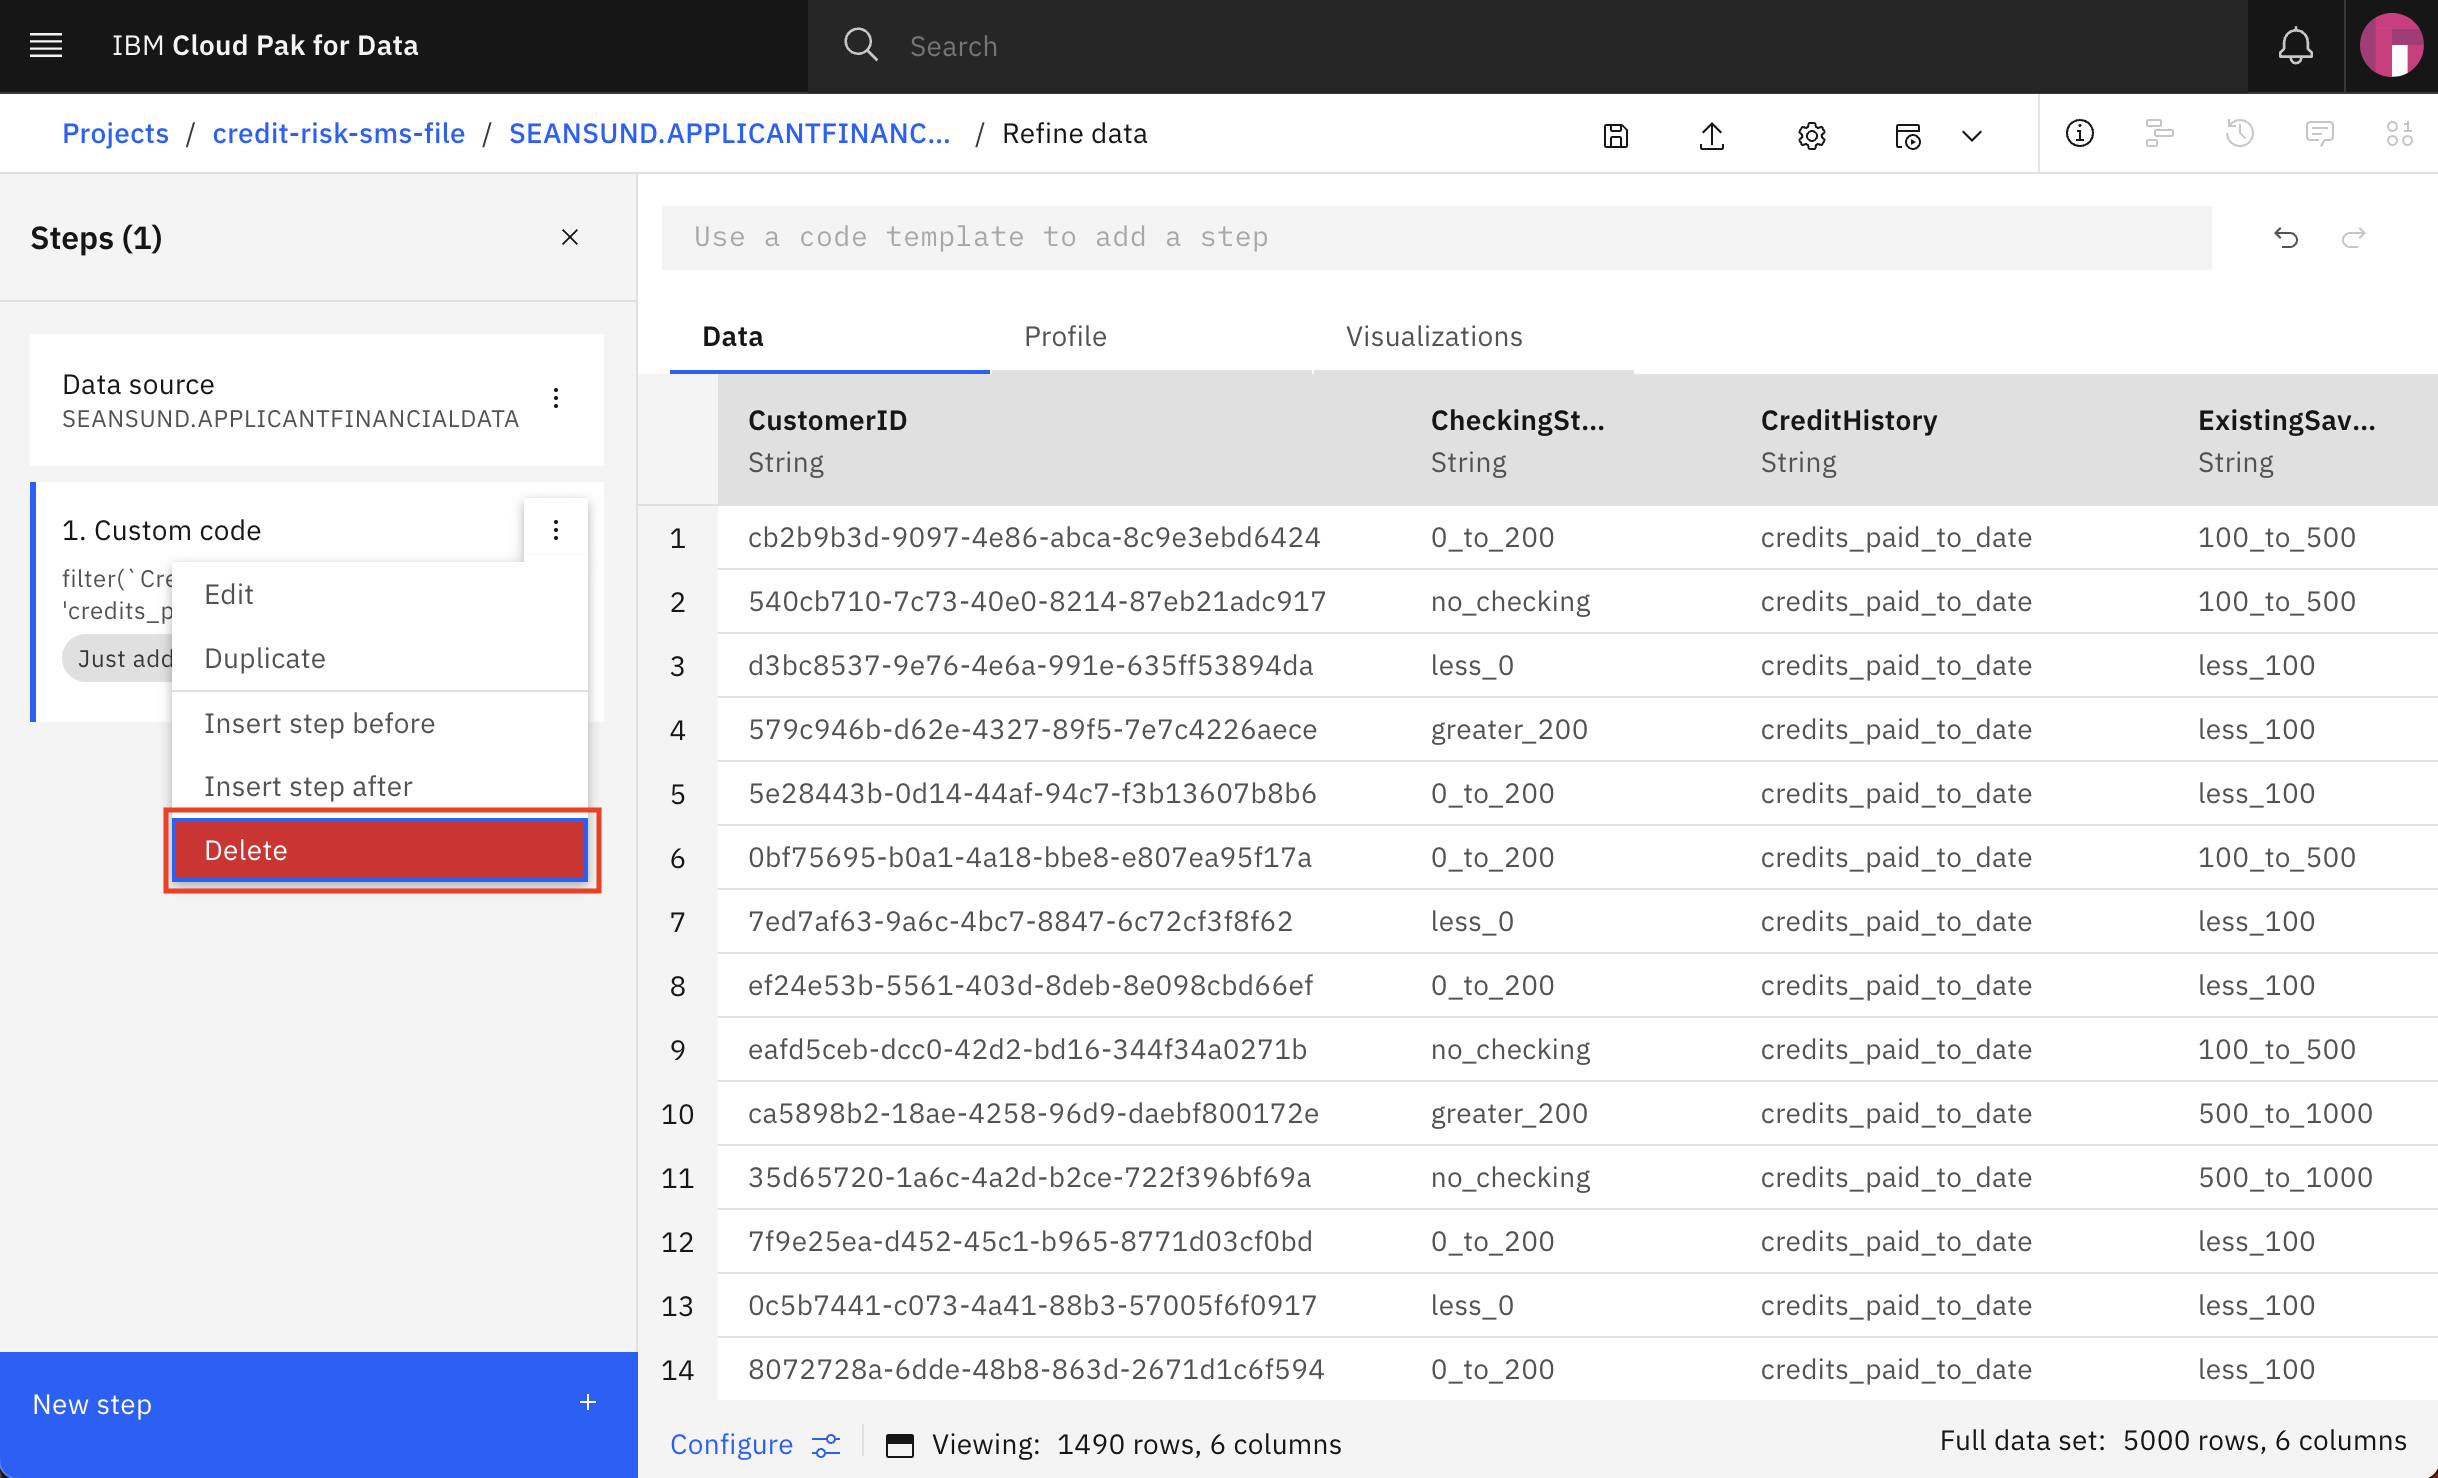 IBM Cloud Pak for Data
Search
Projects / credit-risk-sms-file / SEANSUND.APPLICANTFINANC... / Refine data
Steps (1)
Use a code template to add a step
Data source
SEANSUND.APPLICANTFINANCIALDATA
1. Custom code
filter(`Cre
'credits_p
Just add
Edit
Duplicate
Insert step before
Insert step after
Delete
New step +
Data Profile Visualizations
CustomerID CheckingSt... CreditHistory ExistingSav...
String String String String
1 cb2b9b3d-9097-4e86-abca-8c9e3ebd6424 0_to_200 credits_paid_to_date 100_to_500
2 540cb710-7c73-40e0-8214-87eb21adc917 no_checking credits_paid_to_date 100_to_500
3 d3bc8537-9e76-4e6a-991e-635ff53894da less_0 credits_paid_to_date less_100
4 579c946b-d62e-4327-89f5-7e7c4226aece greater_200 credits_paid_to_date less_100
5 5e28443b-0d14-44af-94c7-f3b13607b8b6 0_to_200 credits_paid_to_date less_100
6 0bf75695-b0a1-4a18-bbe8-e807ea95f17a 0_to_200 credits_paid_to_date 100_to_500
7 7ed7af63-9a6c-4bc7-8847-6c72cf3f8f62 less_0 credits_paid_to_date less_100
8 ef24e53b-5561-403d-8deb-8e098cbd66ef 0_to_200 credits_paid_to_date less_100
9 eafd5ceb-dcc0-42d2-bd16-344f34a0271b no_checking credits_paid_to_date 100_to_500
10 ca5898b2-18ae-4258-96d9-daebf800172e greater_200 credits_paid_to_date 500_to_1000
11 35d65720-1a6c-4a2d-b2ce-722f396bf69a no_checking credits_paid_to_date 500_to_1000
12 7f9e25ea-d452-45c1-b965-8771d03cf0bd 0_to_200 credits_paid_to_date less_100
13 0c5b7441-c073-4a41-88b3-57005f6f0917 less_0 credits_paid_to_date less_100
14 8072728a-6dde-48b8-863d-2671d1c6f594 0_to_200 credits_paid_to_date less_100
Configure Viewing: 1490 rows, 6 columns Full data set: 5000 rows, 6 columns